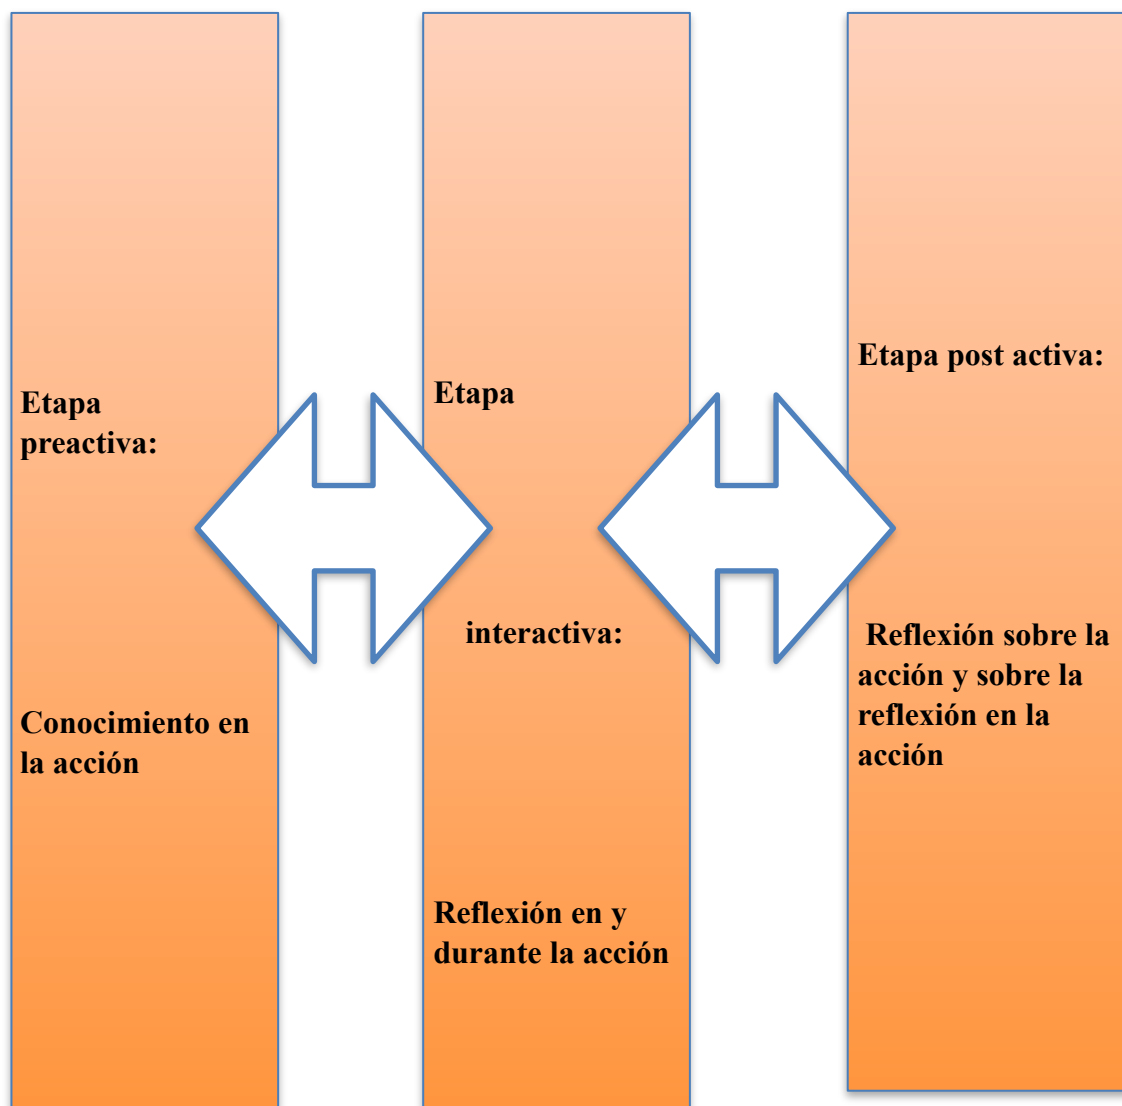 Etapa
preactiva:
Conocimiento en
la acción
Etapa
interactiva:
Reflexión en y
durante la acción
Etapa post activa:
Reflexión sobre la
acción y sobre la
reflexión en la
acción